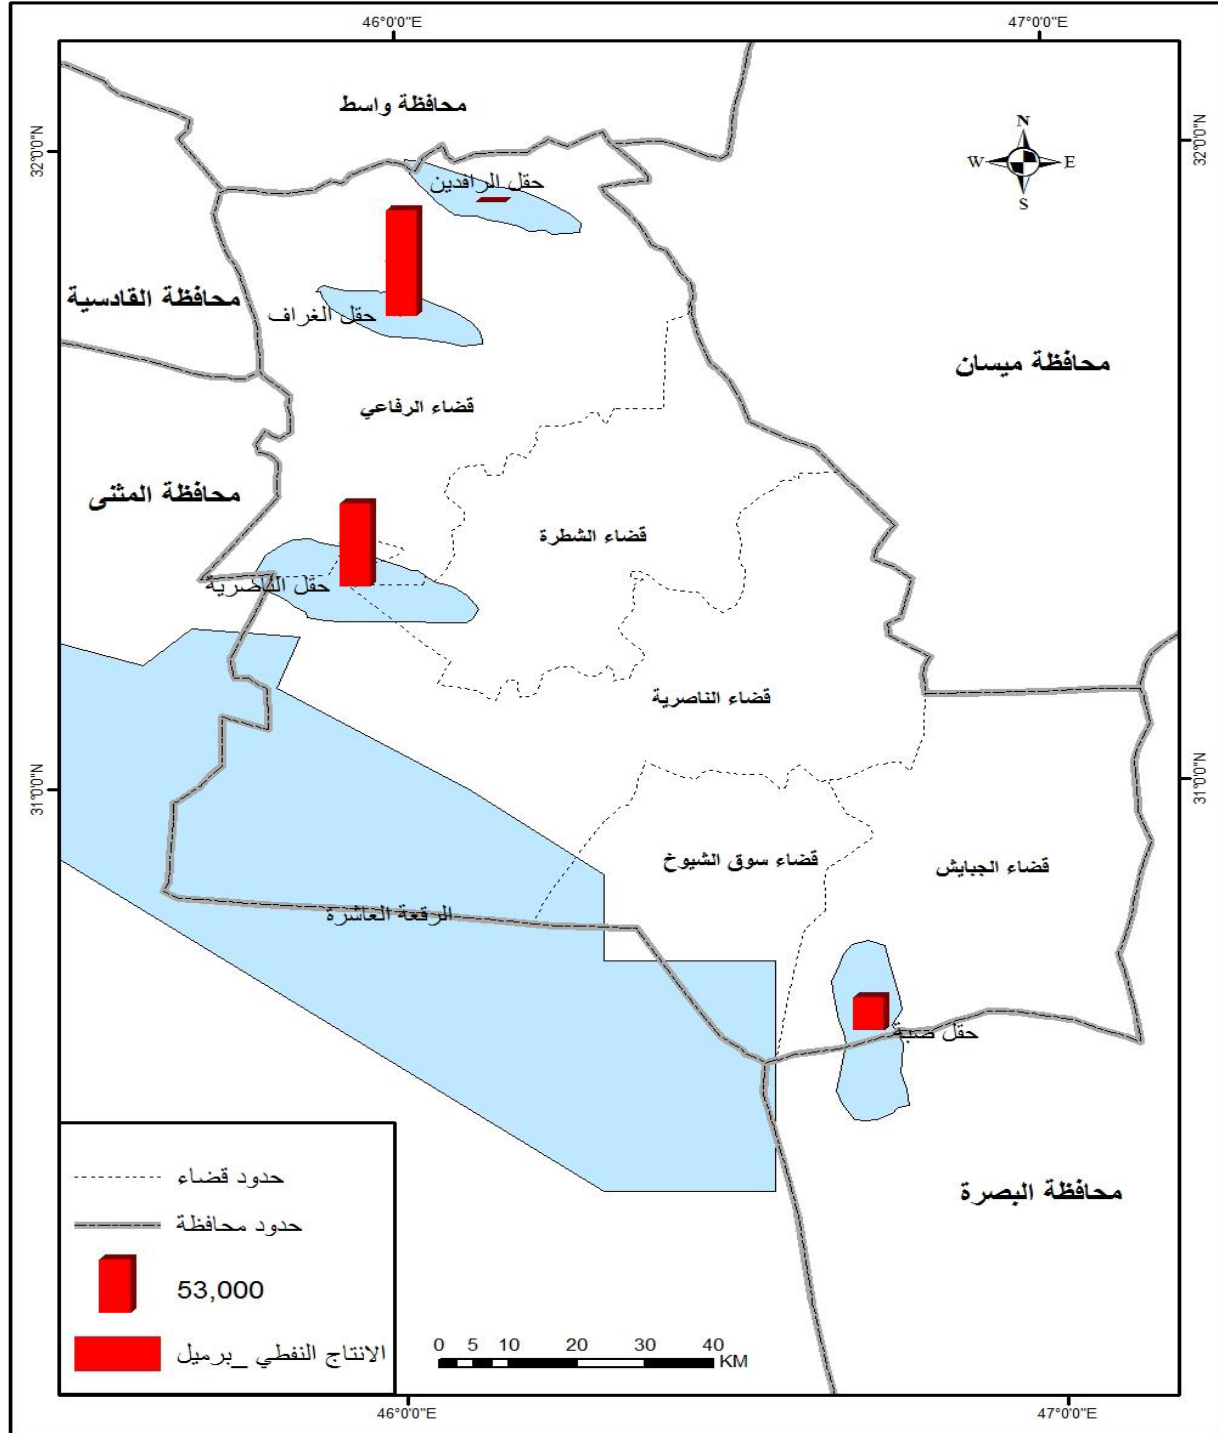 46°0'0"E
47°0'0"E
32°0'0"N
32°0'0"N
محافظة واسط
N
W
E
S
حقل الرافدين
محافظة القادسية
حقل الغراف
محافظة ميسان
قضاء الرفاعي
محافظة المثنى
قضاء الشطرة
حقل الناصرية
قضاء الناصرية
31°0'0"N
31°0'0"N
قضاء سوق الشيوخ
قضاء الجبايش
الرقعة العاشرة
حقل صبة
محافظة البصرة
حدود قضاء
حدود محافظة
53,000
الانتاج النفطي _برميل
0 5 10 20 30 40
KM
46°0'0"E
47°0'0"E